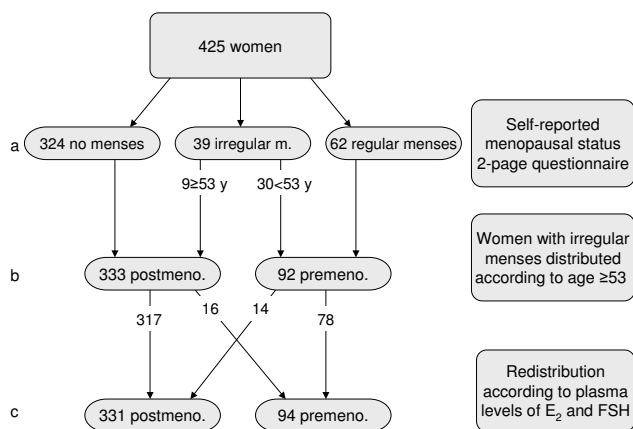 425 women
a
324 no menses
39 irregular m.
62 regular menses
Self-reported
menopausal status
2-page questionnaire
9≥53 y
30<53 y
b
333 postmeno.
92 premeno.
Women with irregular
menses distributed
according to age ≥53
317
16
14
78
c
331 postmeno.
94 premeno.
Redistribution
according to plasma
levels of E₂ and FSH